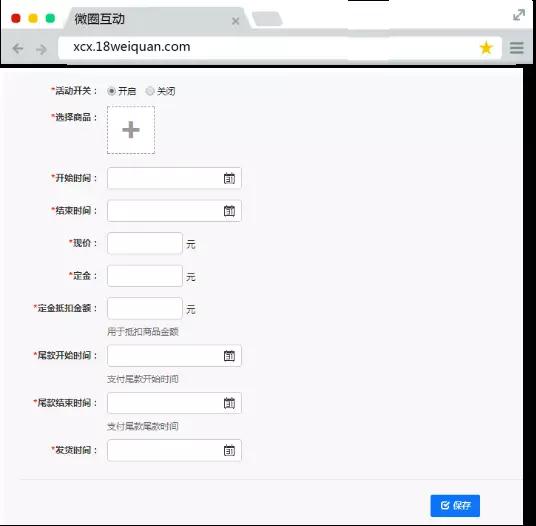 微圈互动
xcx.18weiquan.com
*活动开关： 开启 关闭
*选择商品：
*开始时间：
*结束时间：
*现价： 元
*定金： 元
*定金抵扣金额： 元
用于抵扣商品金额
*尾款开始时间：
支付尾款开始时间
*尾款结束时间：
支付尾款尾款时间
*发货时间：
保存